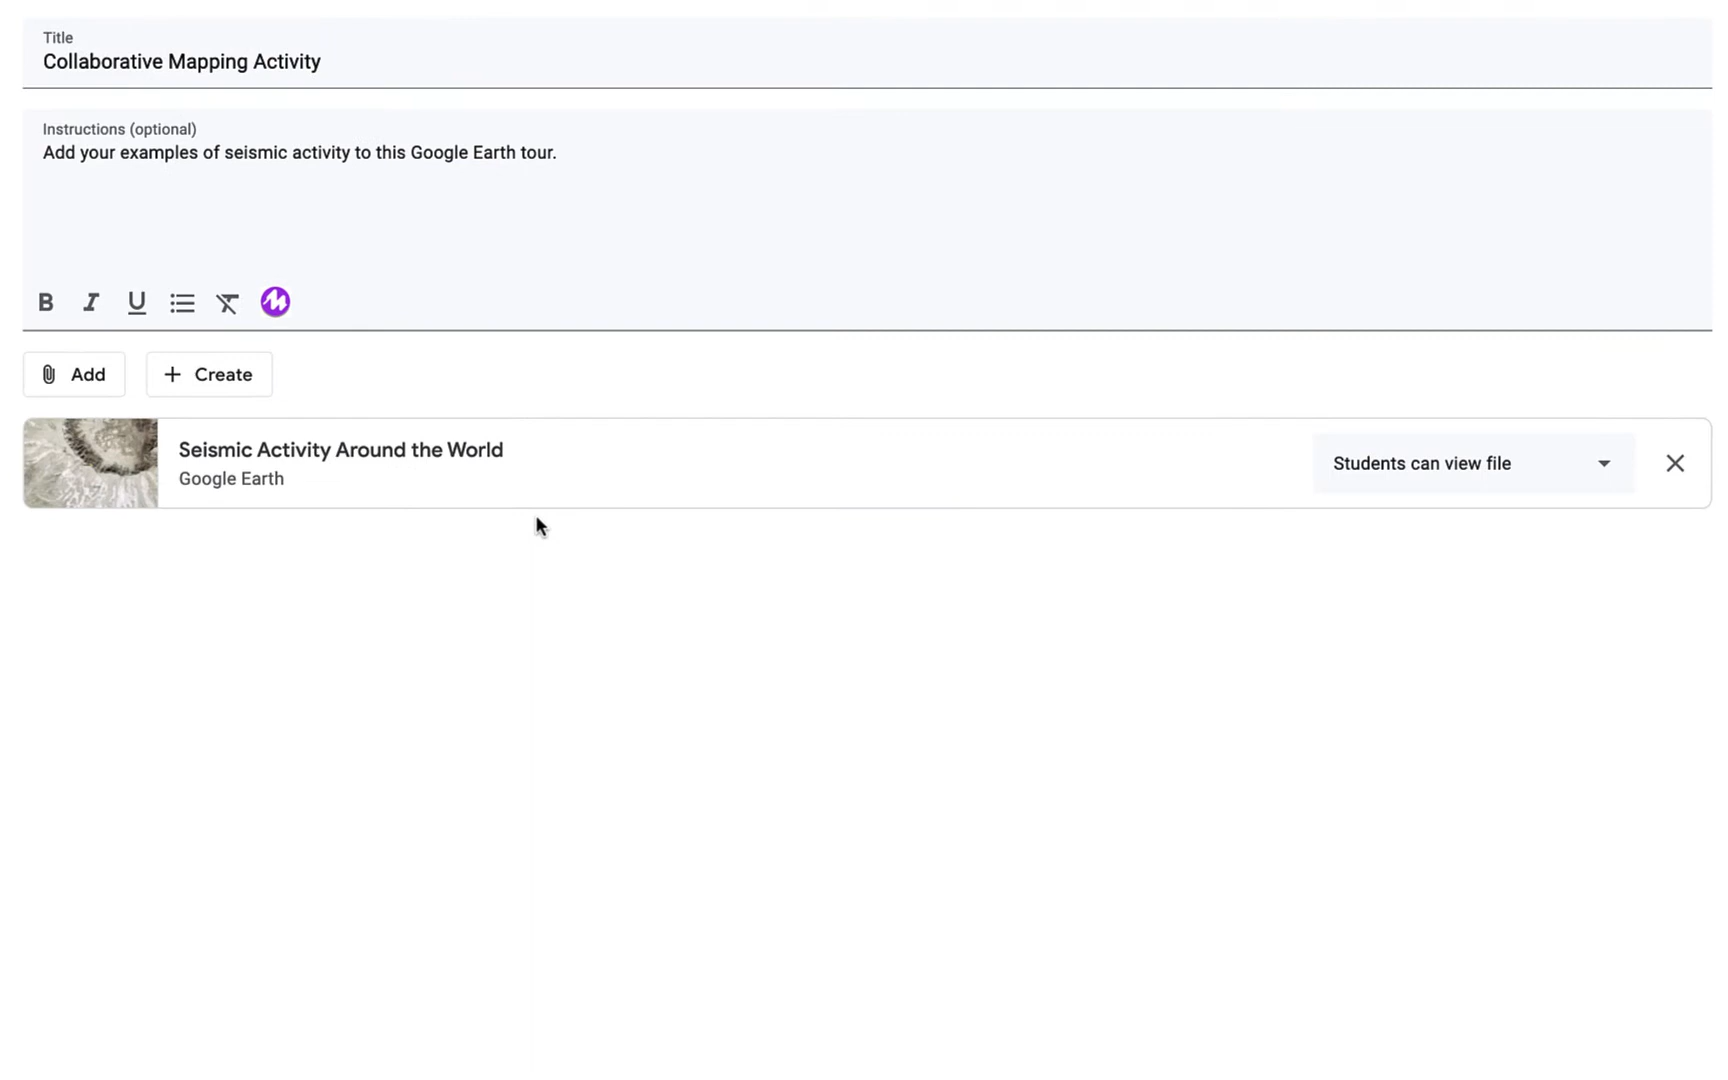 Title
Collaborative Mapping Activity
Instructions (optional)
Add your examples of seismic activity to this Google Earth tour.
B I U
Add
Create
Seismic Activity Around the World
Google Earth
Students can view file